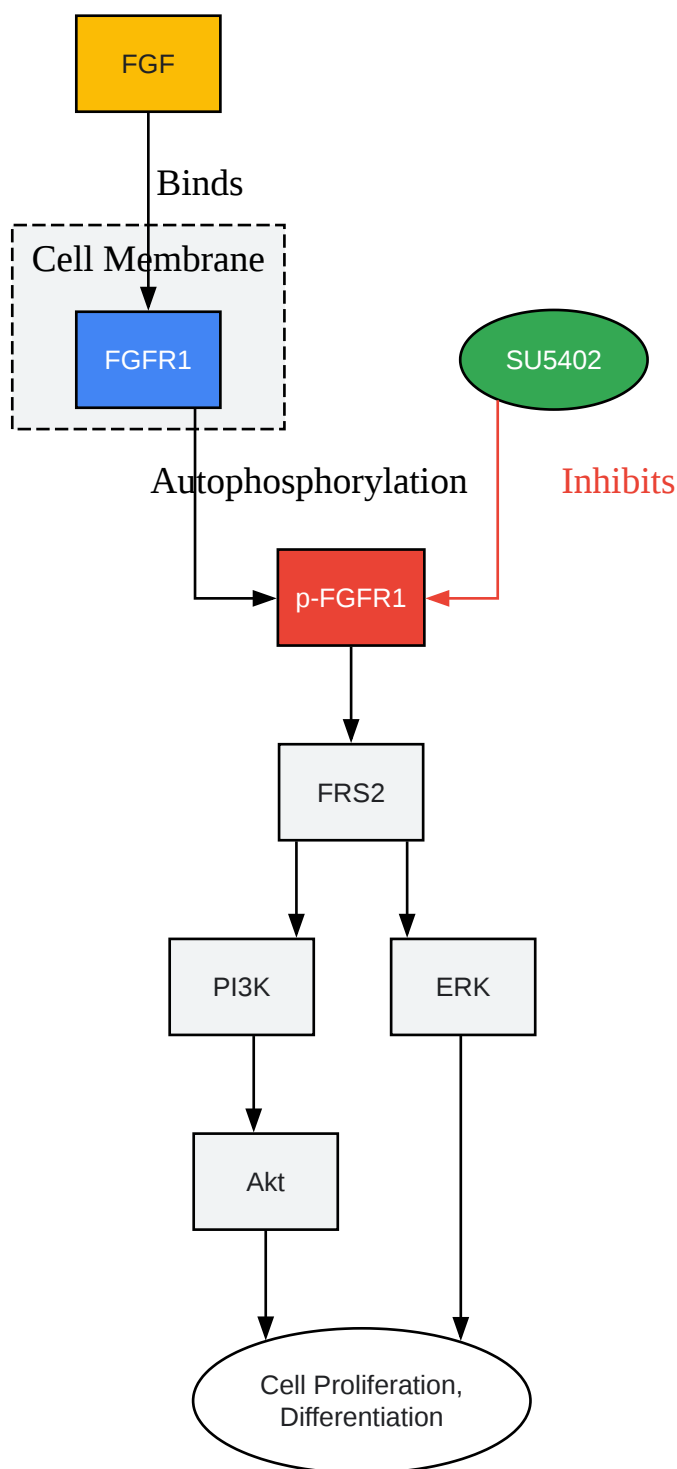 FGF
Binds
Cell Membrane
FGFR1
SU5402
Autophosphorylation
Inhibits
p-FGFR1
FRS2
PI3K
ERK
Akt
Cell Proliferation,
Differentiation